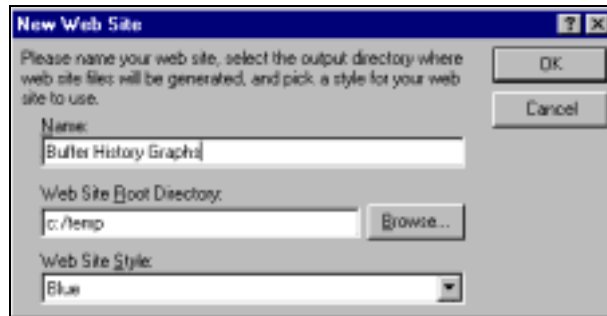 New Web Site
Please name your web site, select the output directory where
web site files will be generated, and pick a style for your web
site to use.
OK
Cancel
Name:
Buffer History Graphs
Web Site Root Directory:
c:/temp
Browse...
Web Site Style:
Blue